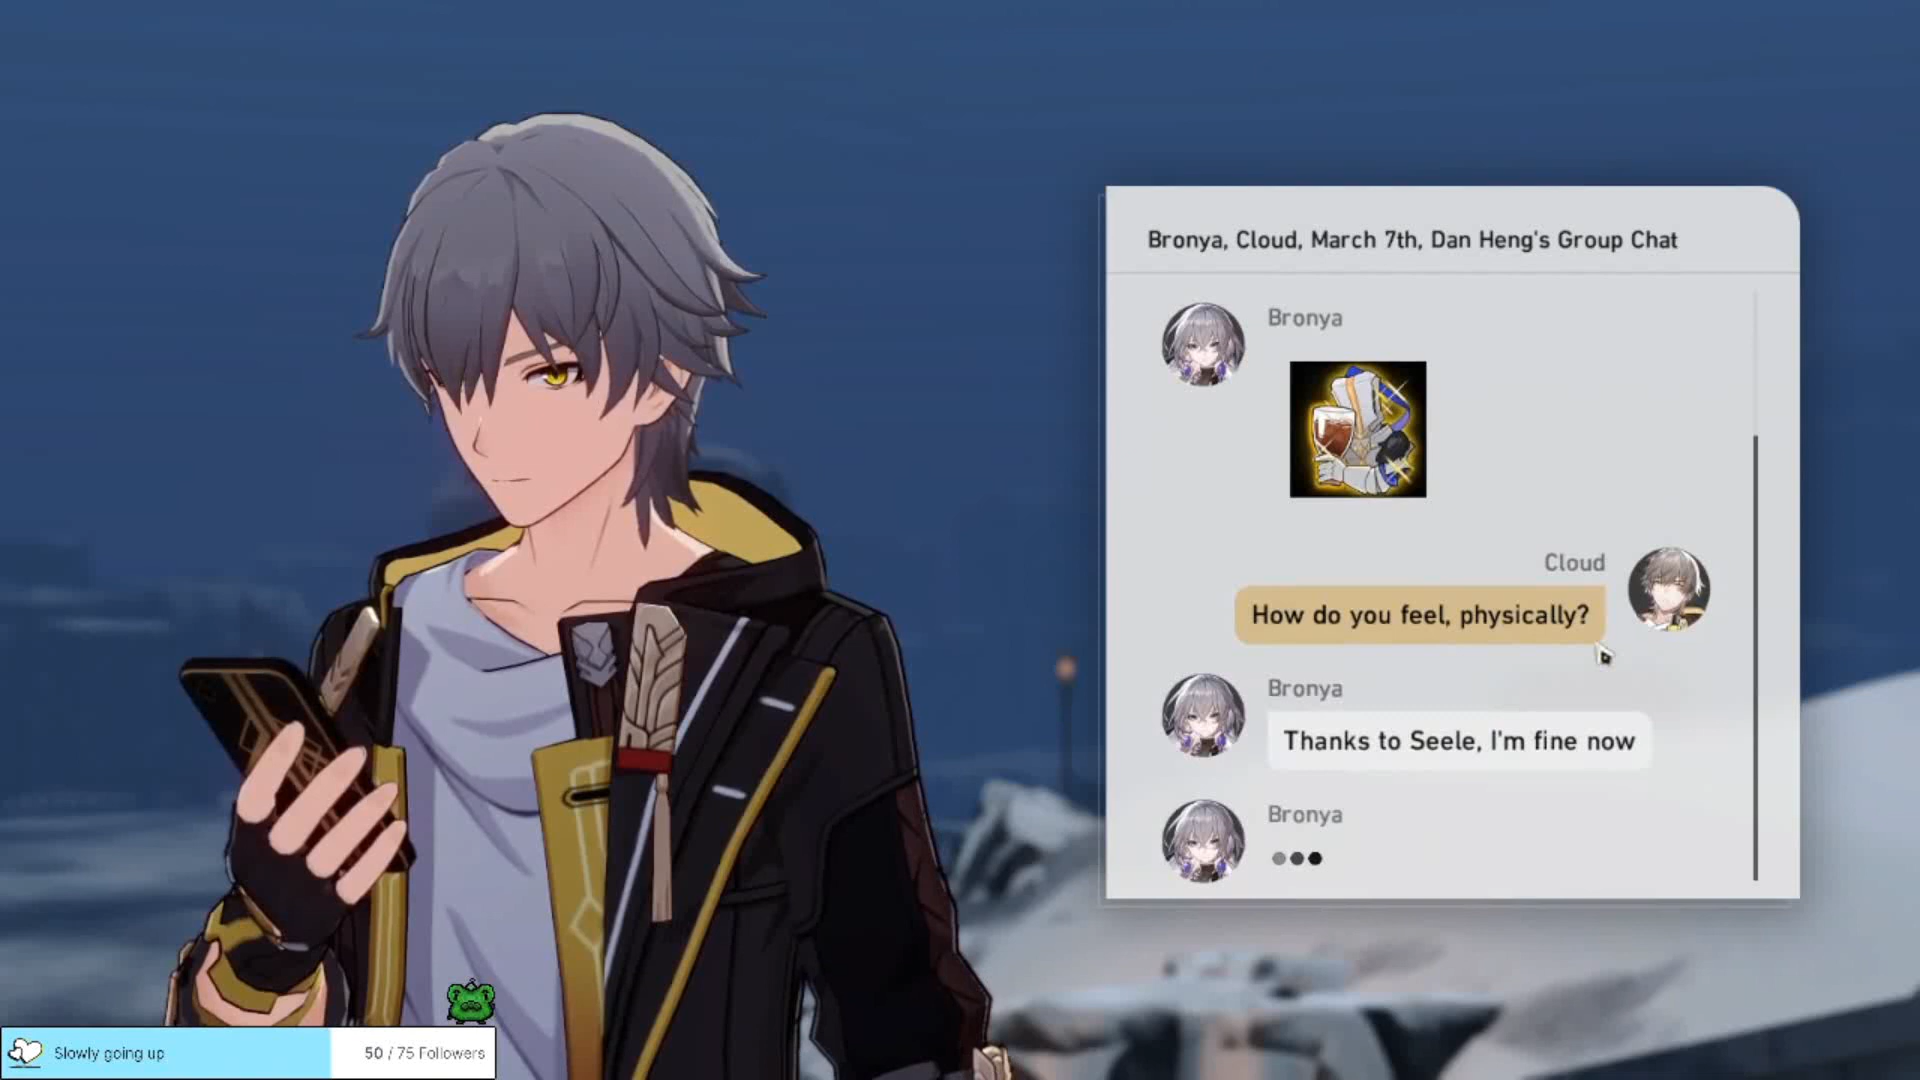 Bronya, Cloud, March 7th, Dan Heng's Group Chat
Bronya
Cloud
How do you feel, physically?
Bronya
Thanks to Seele, I'm fine now
Bronya
Slowly going up
50 / 75 Followers